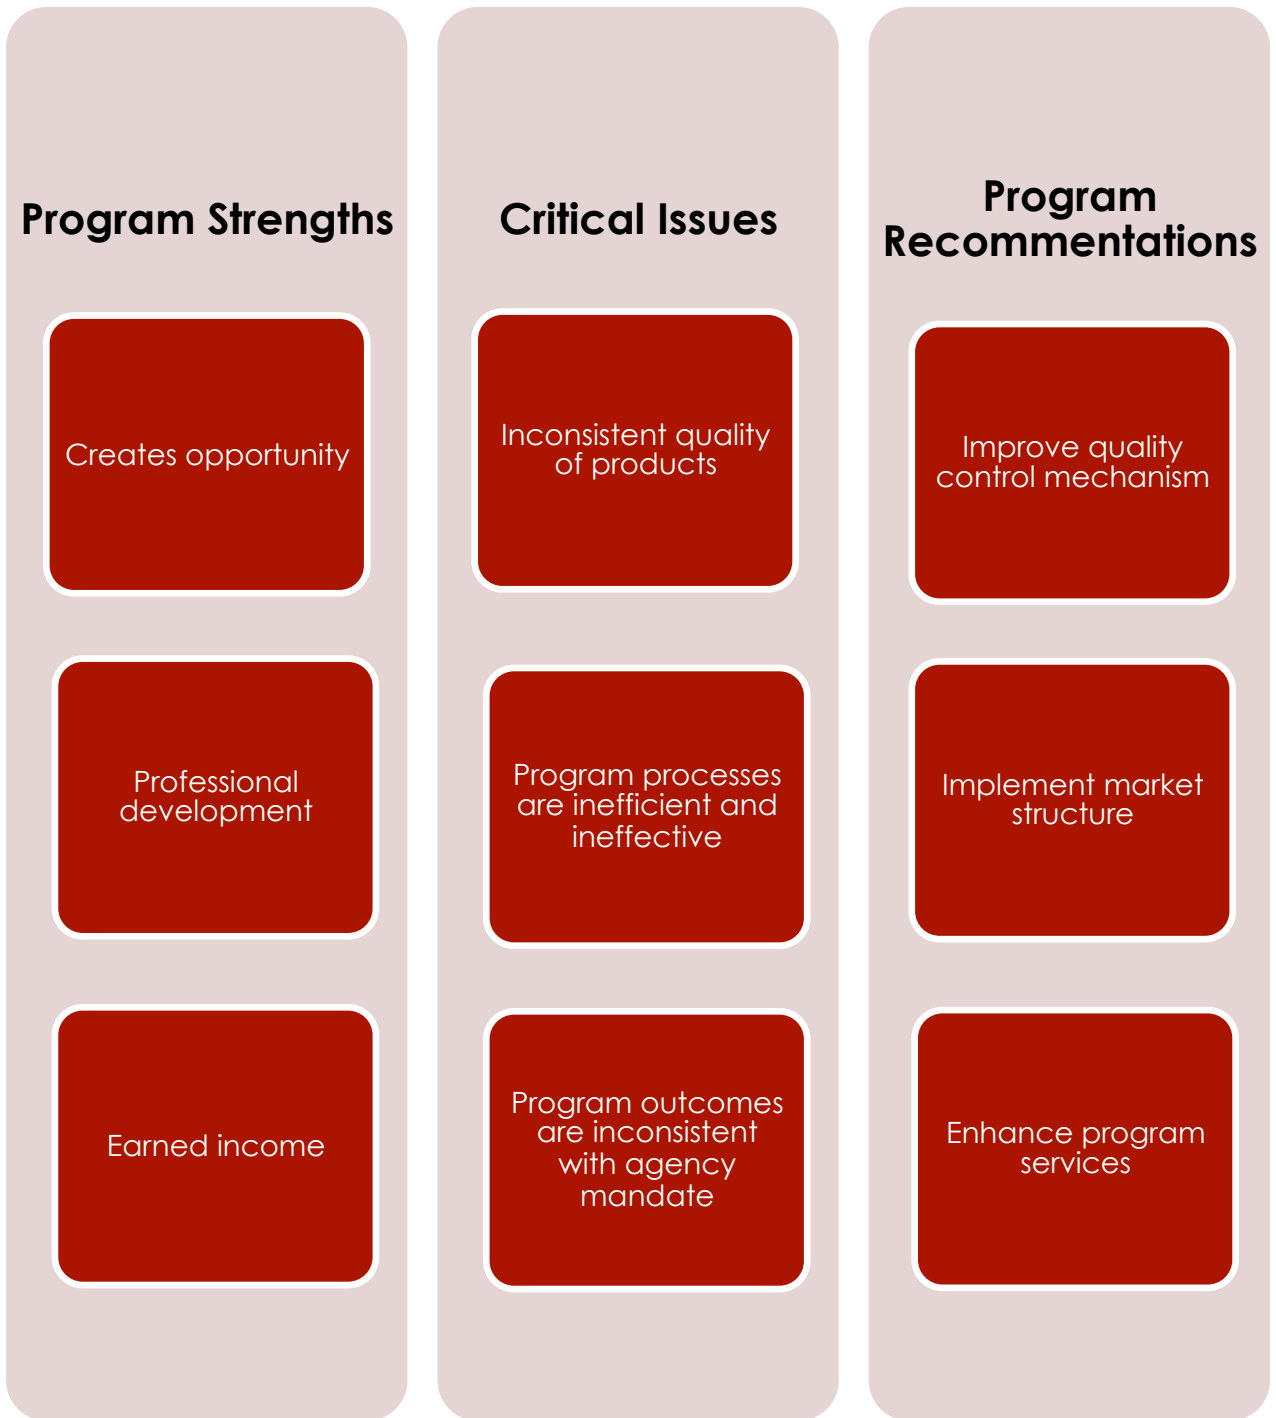 Program Strengths
Creates opportunity
Professional
development
Earned income
Critical Issues
Inconsistent quality
of products
Program processes
are inefficient and
ineffective
Program outcomes
are inconsistent
with agency
mandate
Program
Recommentations
Improve quality
control mechanism
Implement market
structure
Enhance program
services